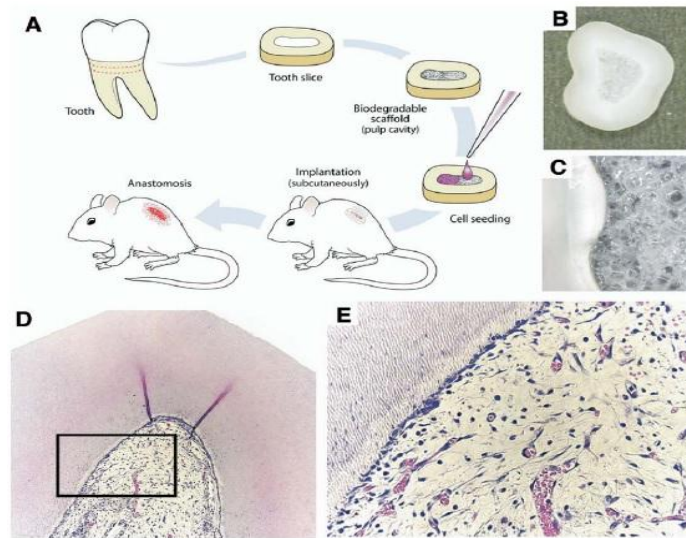 A
B
Tooth
Tooth slice
Biodegradable
scaffold
(pulp cavity)
C
Anastomosis
Implantation
(subcutaneously)
Cell seeding
D
E